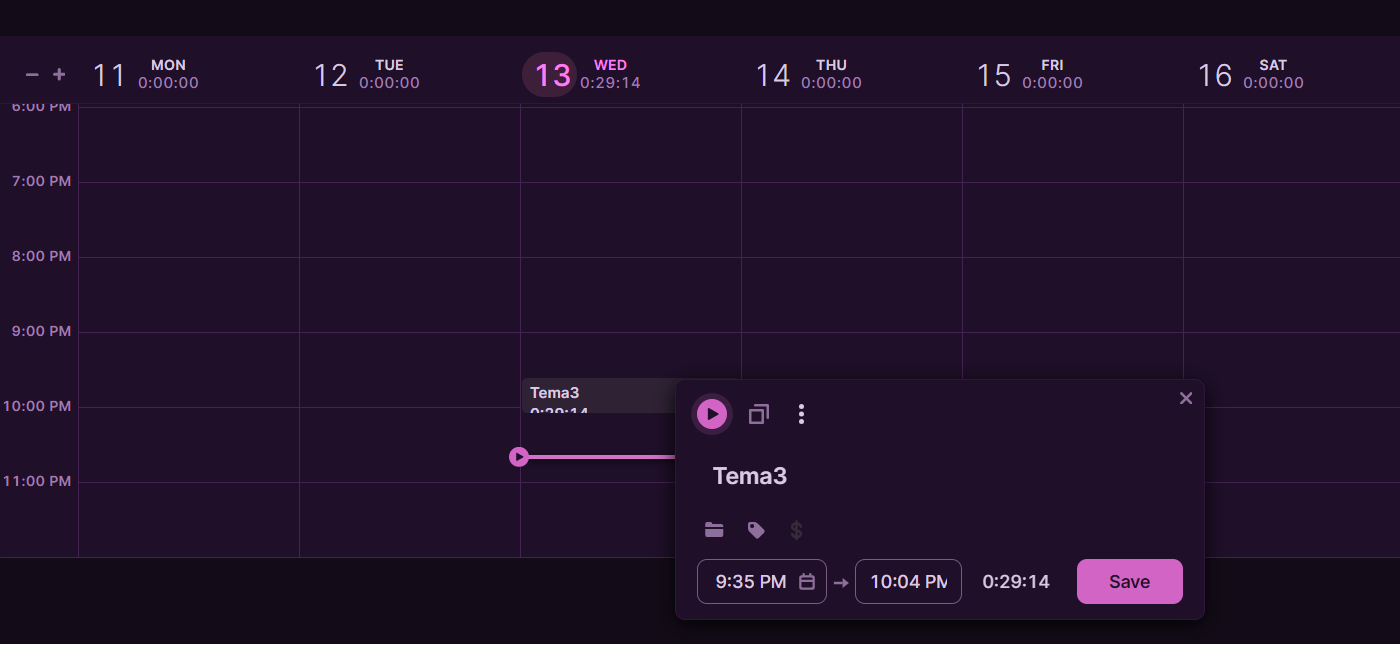 11 MON 0:00:00
12 TUE 0:00:00
13 WED 0:29:14
14 THU 0:00:00
15 FRI 0:00:00
16 SAT 0:00:00
6:00 PM
7:00 PM
8:00 PM
9:00 PM
Tema3
10:00 PM
0:29:14
11:00 PM
Tema3
$
9:35 PM → 10:04 PM 0:29:14 Save